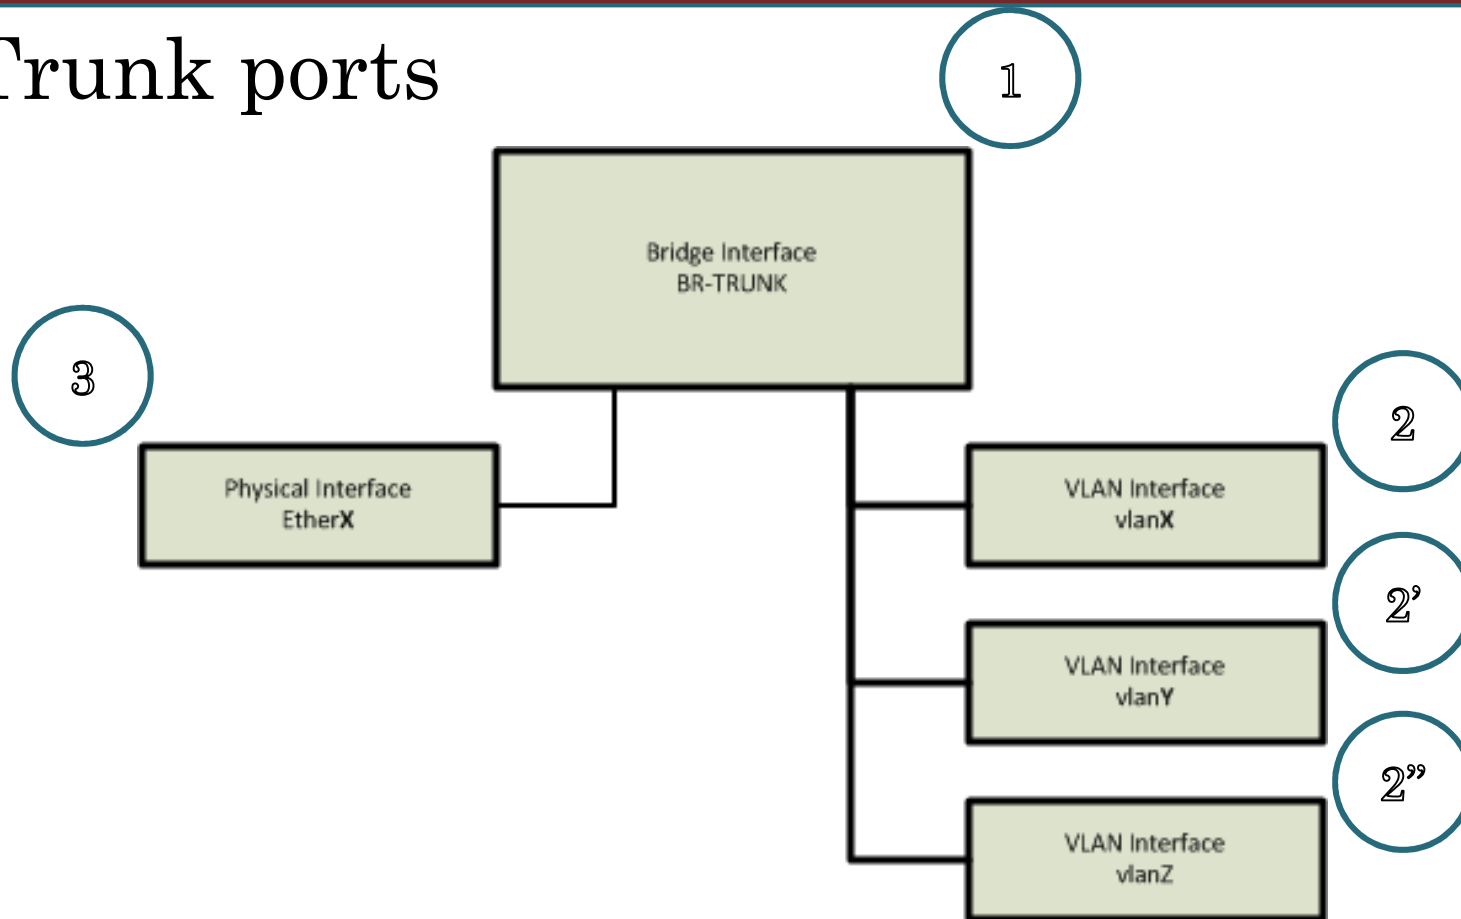 Trunk ports
1
Bridge Interface
BR-TRUNK
3
Physical Interface
EtherX
2
VLAN Interface
vlanX
2’
VLAN Interface
vlanY
2”
VLAN Interface
vlanZ